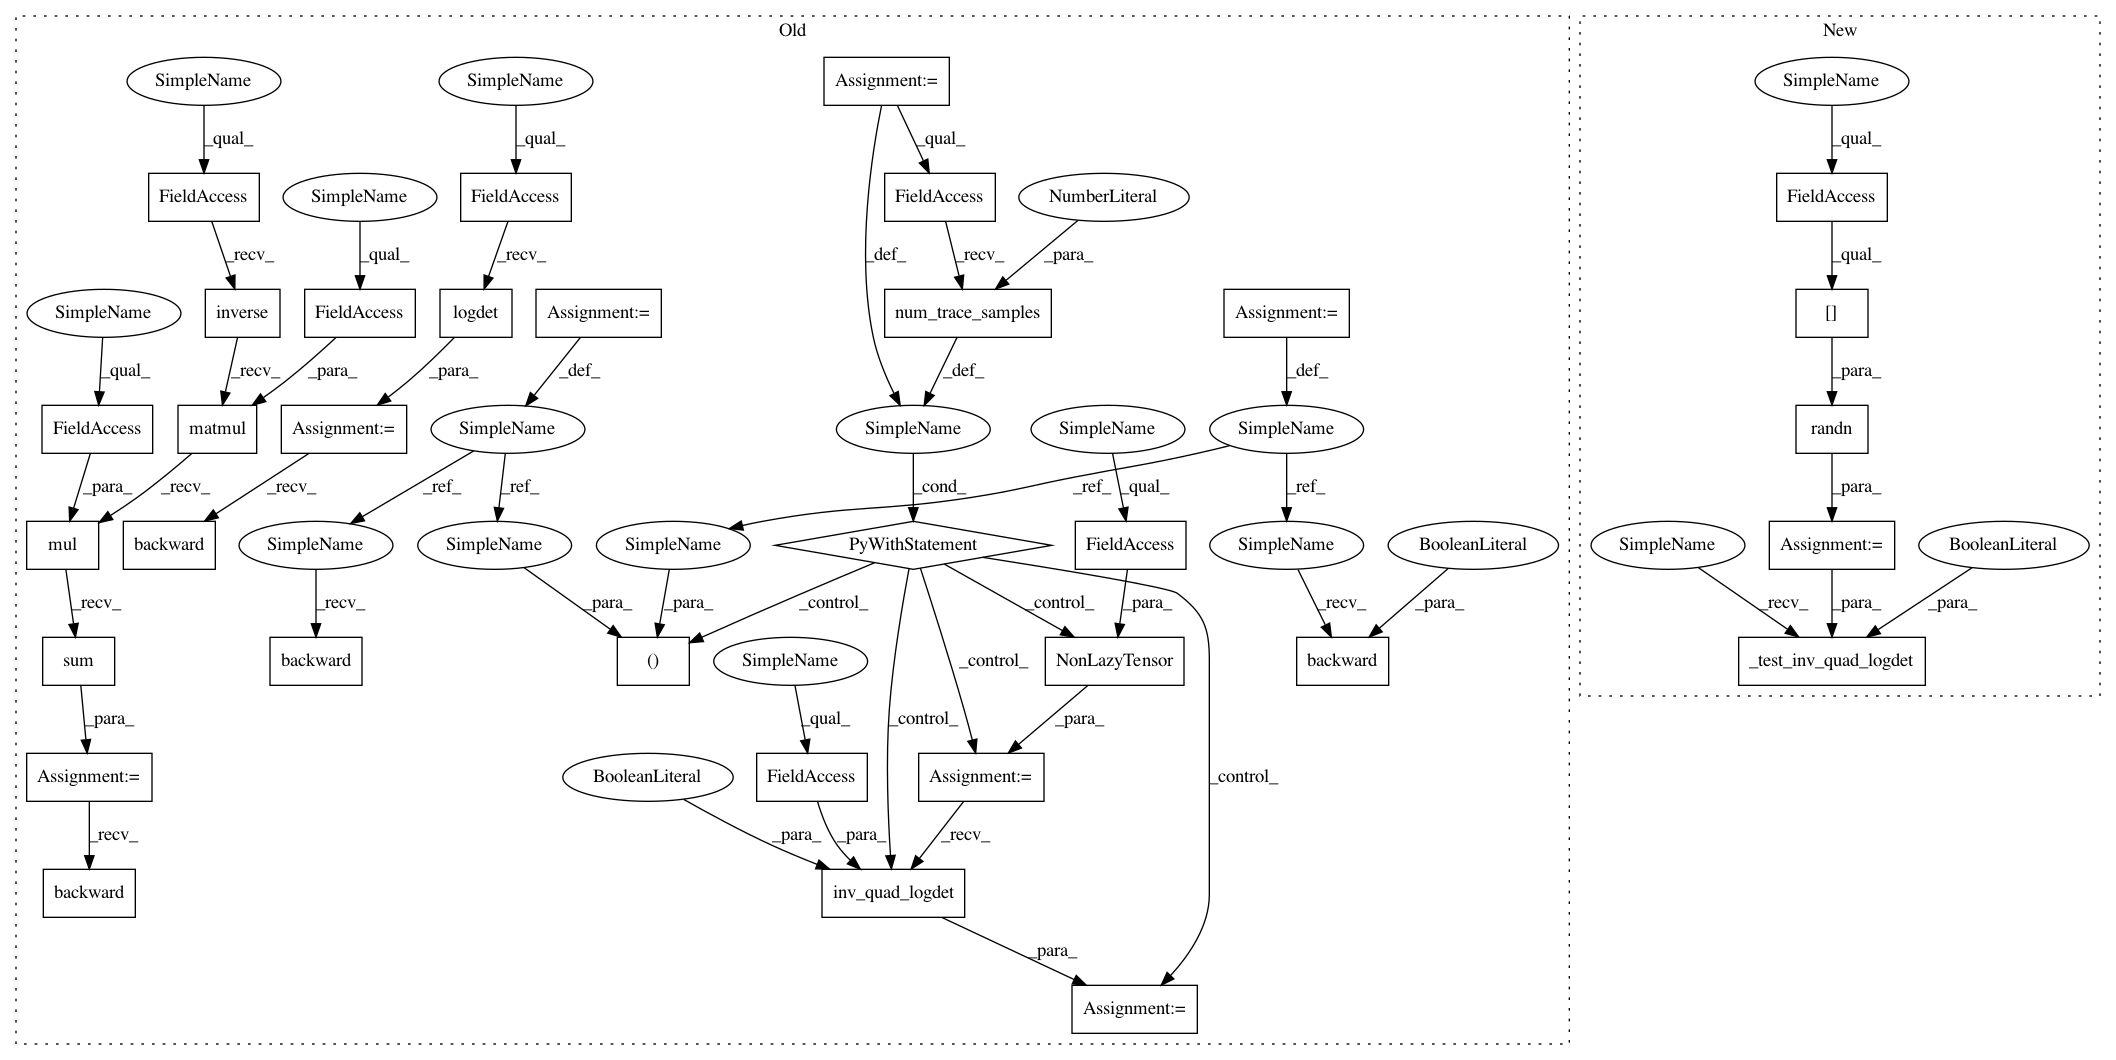 Old
New
SimpleName
SimpleName
Assignment:=
SimpleName
_qual_
_qual_
_qual_
_qual_
FieldAccess
SimpleName
FieldAccess
FieldAccess
NumberLiteral
FieldAccess
_recv_
_qual_
_recv_
_def_
_recv_
_para_
_qual_
SimpleName
inverse
FieldAccess
logdet
Assignment:=
num_trace_samples
Assignment:=
[]
_qual_
_recv_
_para_
_para_
_def_
_def_
_def_
_para_
FieldAccess
matmul
Assignment:=
SimpleName
SimpleName
SimpleName
SimpleName
randn
_para_
_recv_
_recv_
_ref_
_ref_
_cond_
_ref_
_qual_
_ref_
_para_
mul
backward
SimpleName
SimpleName
SimpleName
PyWithStatement
FieldAccess
SimpleName
BooleanLiteral
SimpleName
Assignment:=
BooleanLiteral
_recv_
_recv_
_para_
_para_
_control_
_control_
_para_
_recv_
_para_
_recv_
_para_
_para_
sum
backward
()
SimpleName
_control_
NonLazyTensor
backward
_test_inv_quad_logdet
_para_
_qual_
_control_
_para_
Assignment:=
BooleanLiteral
FieldAccess
Assignment:=
_control_
_recv_
_para_
_para_
_recv_
backward
inv_quad_logdet
_para_
Assignment:=